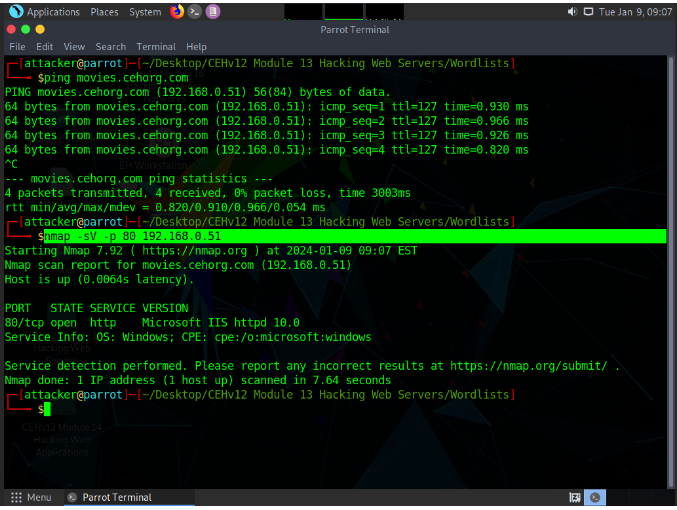 Applications Places System Tue Jan 9, 09:07
Parrot Terminal
File Edit View Search Terminal Help
[attacker@parrot]─[~/Desktop/CEHv12 Module 13 Hacking Web Servers/Wordlists]
$ping movies.cehorg.com
PING movies.cehorg.com (192.168.0.51) 56(84) bytes of data.
64 bytes from movies.cehorg.com (192.168.0.51): icmp_seq=1 ttl=127 time=0.930 ms
64 bytes from movies.cehorg.com (192.168.0.51): icmp_seq=2 ttl=127 time=0.966 ms
64 bytes from movies.cehorg.com (192.168.0.51): icmp_seq=3 ttl=127 time=0.926 ms
64 bytes from movies.cehorg.com (192.168.0.51): icmp_seq=4 ttl=127 time=0.820 ms
^C
--- movies.cehorg.com ping statistics ---
4 packets transmitted, 4 received, 0% packet loss, time 3003ms
rtt min/avg/max/mdev = 0.820/0.910/0.966/0.054 ms
[attacker@parrot]─[~/Desktop/CEHv12 Module 13 Hacking Web Servers/Wordlists]
$nmap -sV -p 80 192.168.0.51
Starting Nmap 7.92 ( https://nmap.org ) at 2024-01-09 09:07 EST
Nmap scan report for movies.cehorg.com (192.168.0.51)
Host is up (0.0064s latency).
PORT STATE SERVICE VERSION
80/tcp open http Microsoft IIS httpd 10.0
Service Info: OS: Windows; CPE: cpe:/o:microsoft:windows
Service detection performed. Please report any incorrect results at https://nmap.org/submit/ .
Nmap done: 1 IP address (1 host up) scanned in 7.64 seconds
[attacker@parrot]─[~/Desktop/CEHv12 Module 13 Hacking Web Servers/Wordlists]
$
CEHv12 Module 14
Hacking Web
Applications
Menu Parrot Terminal